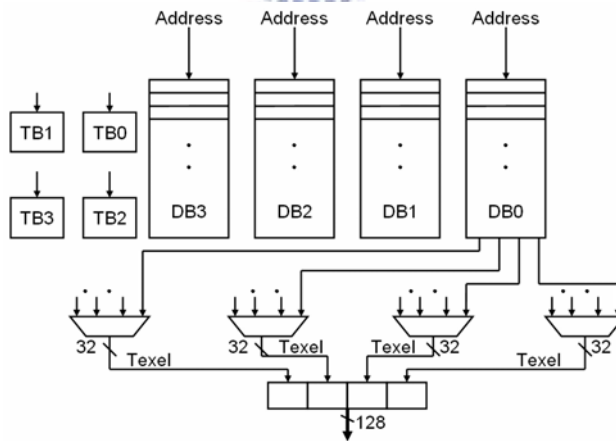 Address Address Address Address
TB1 TB0
TB3 TB2 DB3 DB2 DB1 DB0
32 Texel 32 Texel Texel 32 Texel 32
128